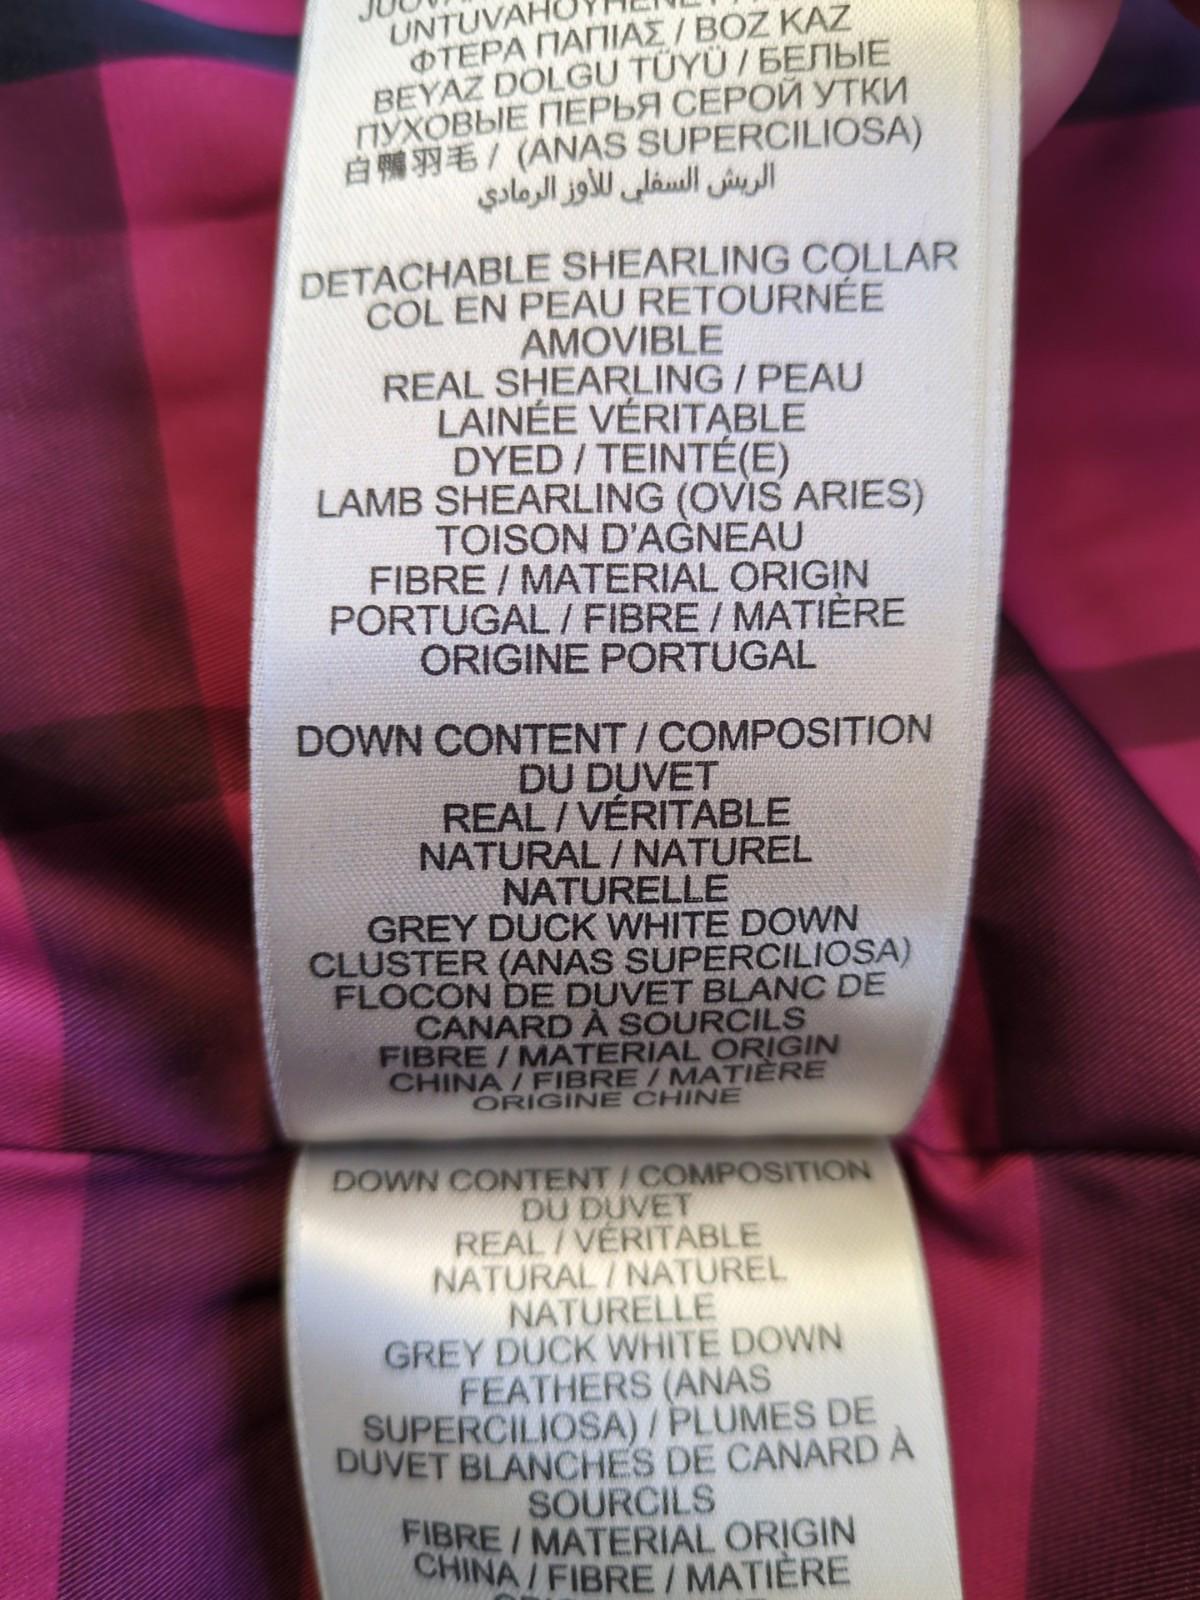 UNTUVAHÖYHENET
ΦΤΕΡΑ ΠΑΠΙΑΣ / BOZ KAZ
BEYAZ DOLGU TÜYÜ / БЕЛЫЕ
ПУХОВЫЕ ПЕРЬЯ СЕРОЙ УТКИ
白鴨羽毛 / (ANAS SUPERCILIOSA)
الريش السفلي للأوز الرمادي
DETACHABLE SHEARLING COLLAR
COL EN PEAU RETOURNÉE
AMOVIBLE
REAL SHEARLING / PEAU
LAINÉE VÉRITABLE
DYED / TEINTÉ(E)
LAMB SHEARLING (OVIS ARIES)
TOISON D'AGNEAU
FIBRE / MATERIAL ORIGIN
PORTUGAL / FIBRE / MATIÈRE
ORIGINE PORTUGAL
DOWN CONTENT / COMPOSITION
DU DUVET
REAL / VÉRITABLE
NATURAL / NATUREL
NATURELLE
GREY DUCK WHITE DOWN
CLUSTER (ANAS SUPERCILIOSA)
FLOCON DE DUVET BLANC DE
CANARD À SOURCILS
FIBRE / MATERIAL ORIGIN
CHINA / FIBRE / MATIÈRE
ORIGINE CHINE
DOWN CONTENT / COMPOSITION
DU DUVET
REAL / VÉRITABLE
NATURAL / NATUREL
NATURELLE
GREY DUCK WHITE DOWN
FEATHERS (ANAS
SUPERCILIOSA) / PLUMES DE
DUVET BLANCHES DE CANARD À
SOURCILS
FIBRE / MATERIAL ORIGIN
CHINA / FIBRE / MATIÈRE